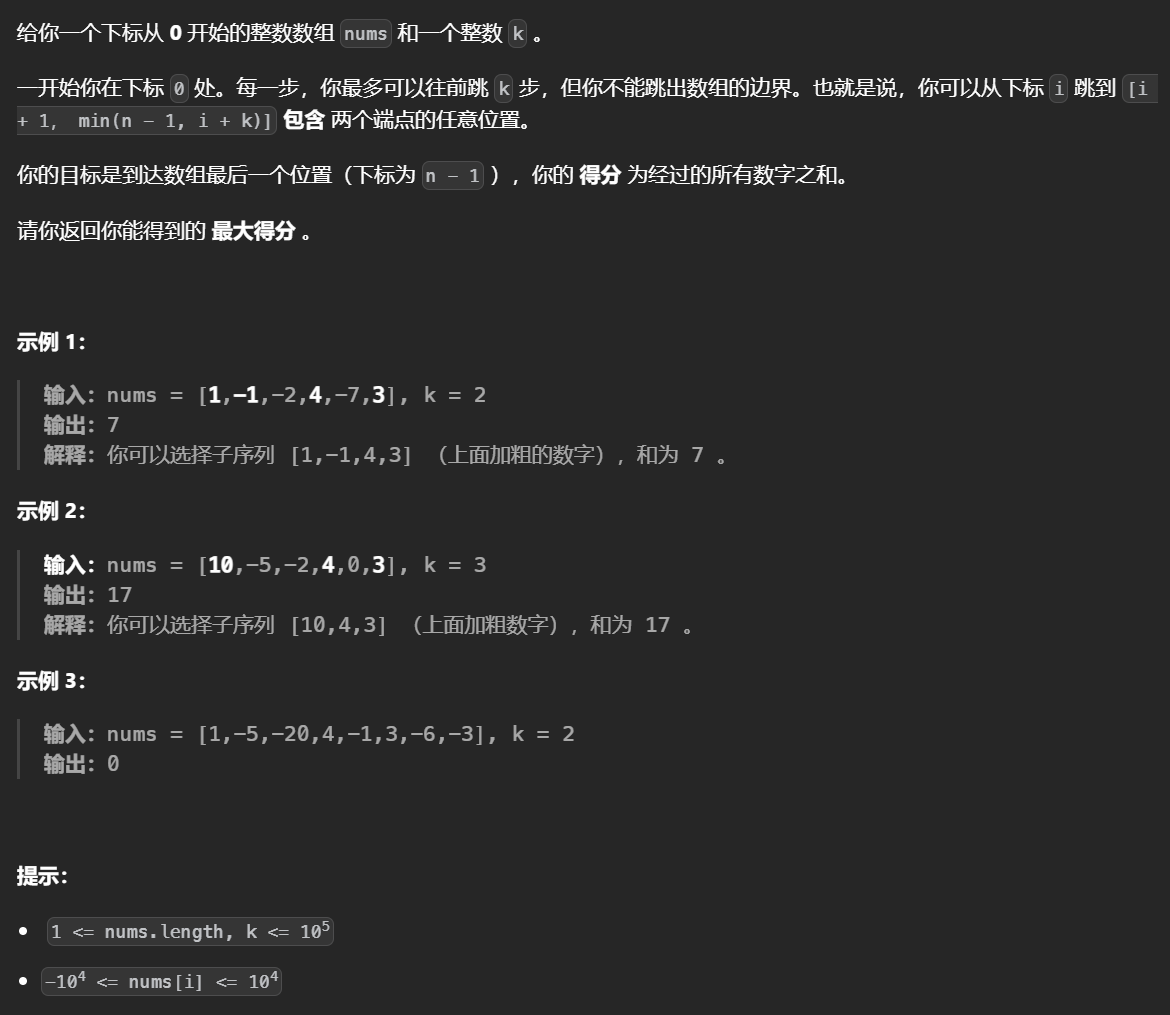 给你一个下标从 0 开始的整数数组 nums 和一个整数 k 。
一开始你在下标 0 处。每一步，你最多可以往前跳 k 步，但你不能跳出数组的边界。也就是说，你可以从下标 i 跳到 [i
+ 1， min(n - 1, i + k)] 包含 两个端点的任意位置。
你的目标是到达数组最后一个位置（下标为 n - 1 ），你的 得分 为经过的所有数字之和。
请你返回你能得到的 最大得分 。
示例 1：
输入：nums = [1,-1,-2,4,-7,3], k = 2
输出：7
解释：你可以选择子序列 [1,-1,4,3] （上面加粗的数字），和为 7 。
示例 2：
输入：nums = [10,-5,-2,4,0,3], k = 3
输出：17
解释：你可以选择子序列 [10,4,3] （上面加粗数字），和为 17 。
示例 3：
输入：nums = [1,-5,-20,4,-1,3,-6,-3], k = 2
输出：0
提示：
• 1 <= nums.length, k <= 10⁵
• -10⁴ <= nums[i] <= 10⁴